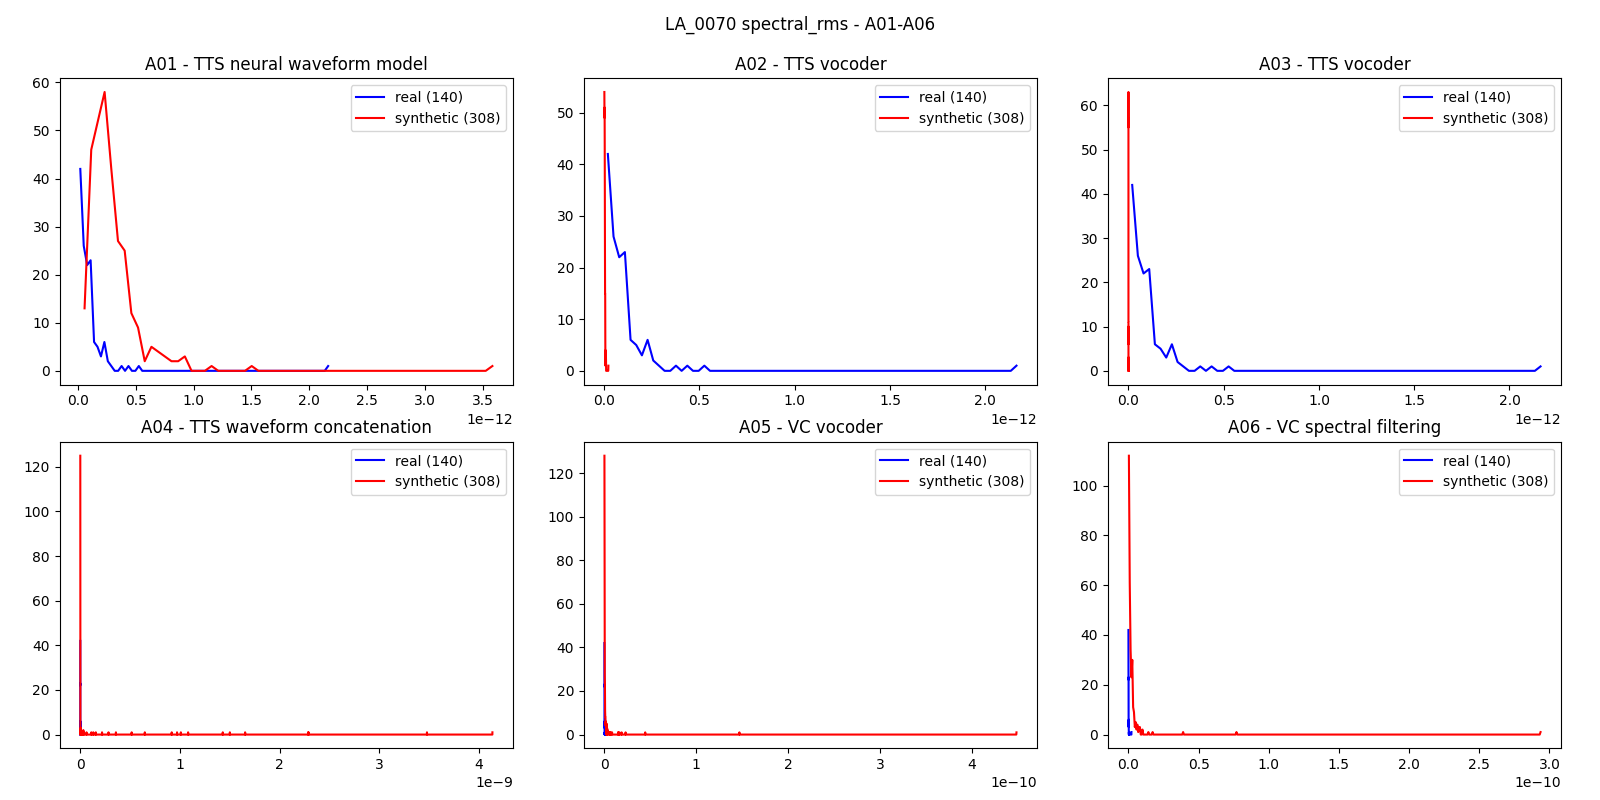 LA_0070 spectral_rms - A01-A06
A01 - TTS neural waveform model
60
50
40
30
20
10
0
real (140)
synthetic (308)
0.0 0.5 1.0 1.5 2.0 2.5 3.0 3.5
1e−12
A02 - TTS vocoder
50
40
30
20
10
0
real (140)
synthetic (308)
0.0 0.5 1.0 1.5 2.0
1e−12
A03 - TTS vocoder
60
50
40
30
20
10
0
real (140)
synthetic (308)
0.0 0.5 1.0 1.5 2.0
1e−12
A04 - TTS waveform concatenation
120
100
80
60
40
20
0
real (140)
synthetic (308)
0 1 2 3 4
1e−9
A05 - VC vocoder
120
100
80
60
40
20
0
real (140)
synthetic (308)
0 1 2 3 4
1e−10
A06 - VC spectral filtering
100
80
60
40
20
0
real (140)
synthetic (308)
0.0 0.5 1.0 1.5 2.0 2.5 3.0
1e−10